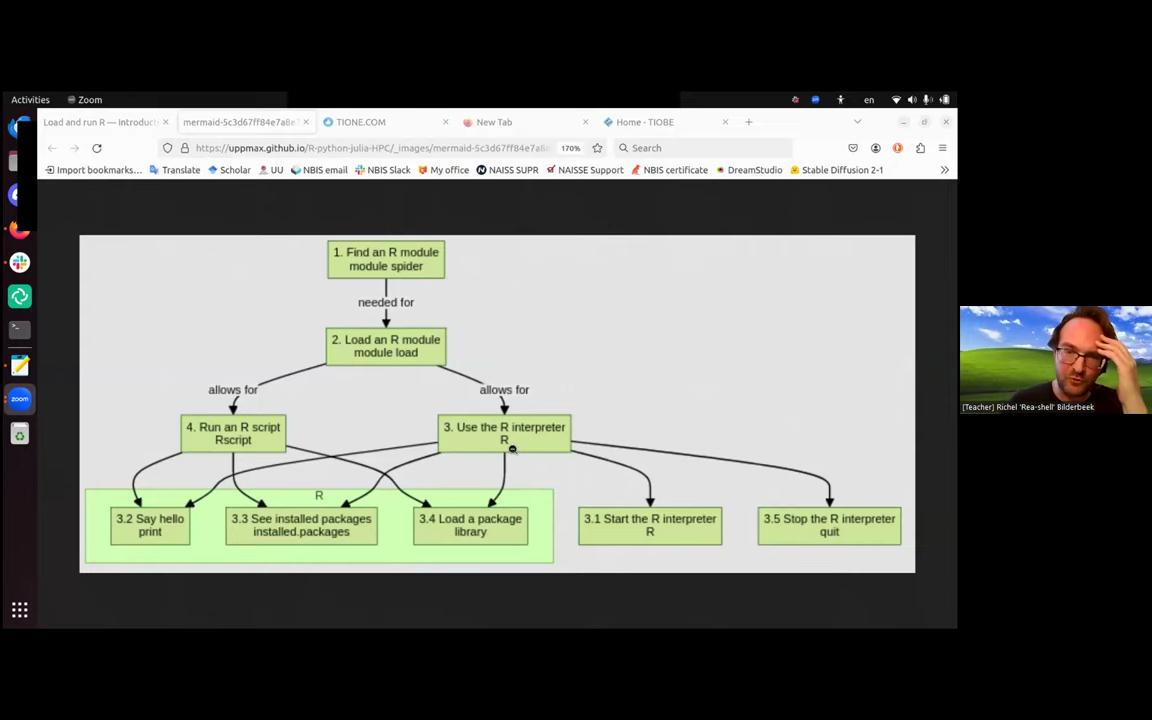 Activities
Zoom
en
Load and run R — Introduct
mermaid-5c3d67ff84e7a8e
TIONE.COM
New Tab
Home - TIOBE
https://uppmax.github.io/R-python-julia-HPC/_images/mermaid-5c3d67ff84e7a8
170%
Search
Import bookmarks…
Translate
Scholar
UU
NBIS email
NBIS Slack
My office
NAISS SUPR
NAISSE Support
NBIS certificate
DreamStudio
Stable Diffusion 2-1
1. Find an R module
module spider
needed for
2. Load an R module
module load
allows for
allows for
4. Run an R script
Rscript
3. Use the R interpreter
R
R
3.2 Say hello
print
3.3 See installed packages
installed.packages
3.4 Load a package
library
3.1 Start the R interpreter
R
3.5 Stop the R interpreter
quit
zoom
[Teacher] Richel 'Rea-shell' Bilderbeek